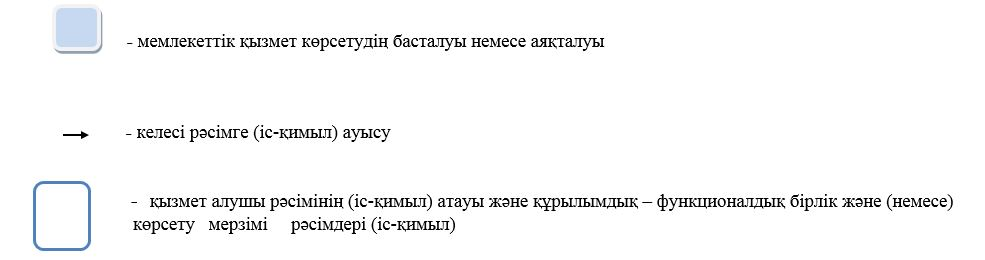 - мемлекеттік қызмет көрсетудің басталуы немесе аяқталуы
- келесі рәсімге (іс-қимыл) ауысу
- қызмет алушы рәсімінің (іс-қимыл) атауы және құрылымдық – функционалдық бірлік және (немесе)
көрсету мерзімі рәсімдері (іс-қимыл)